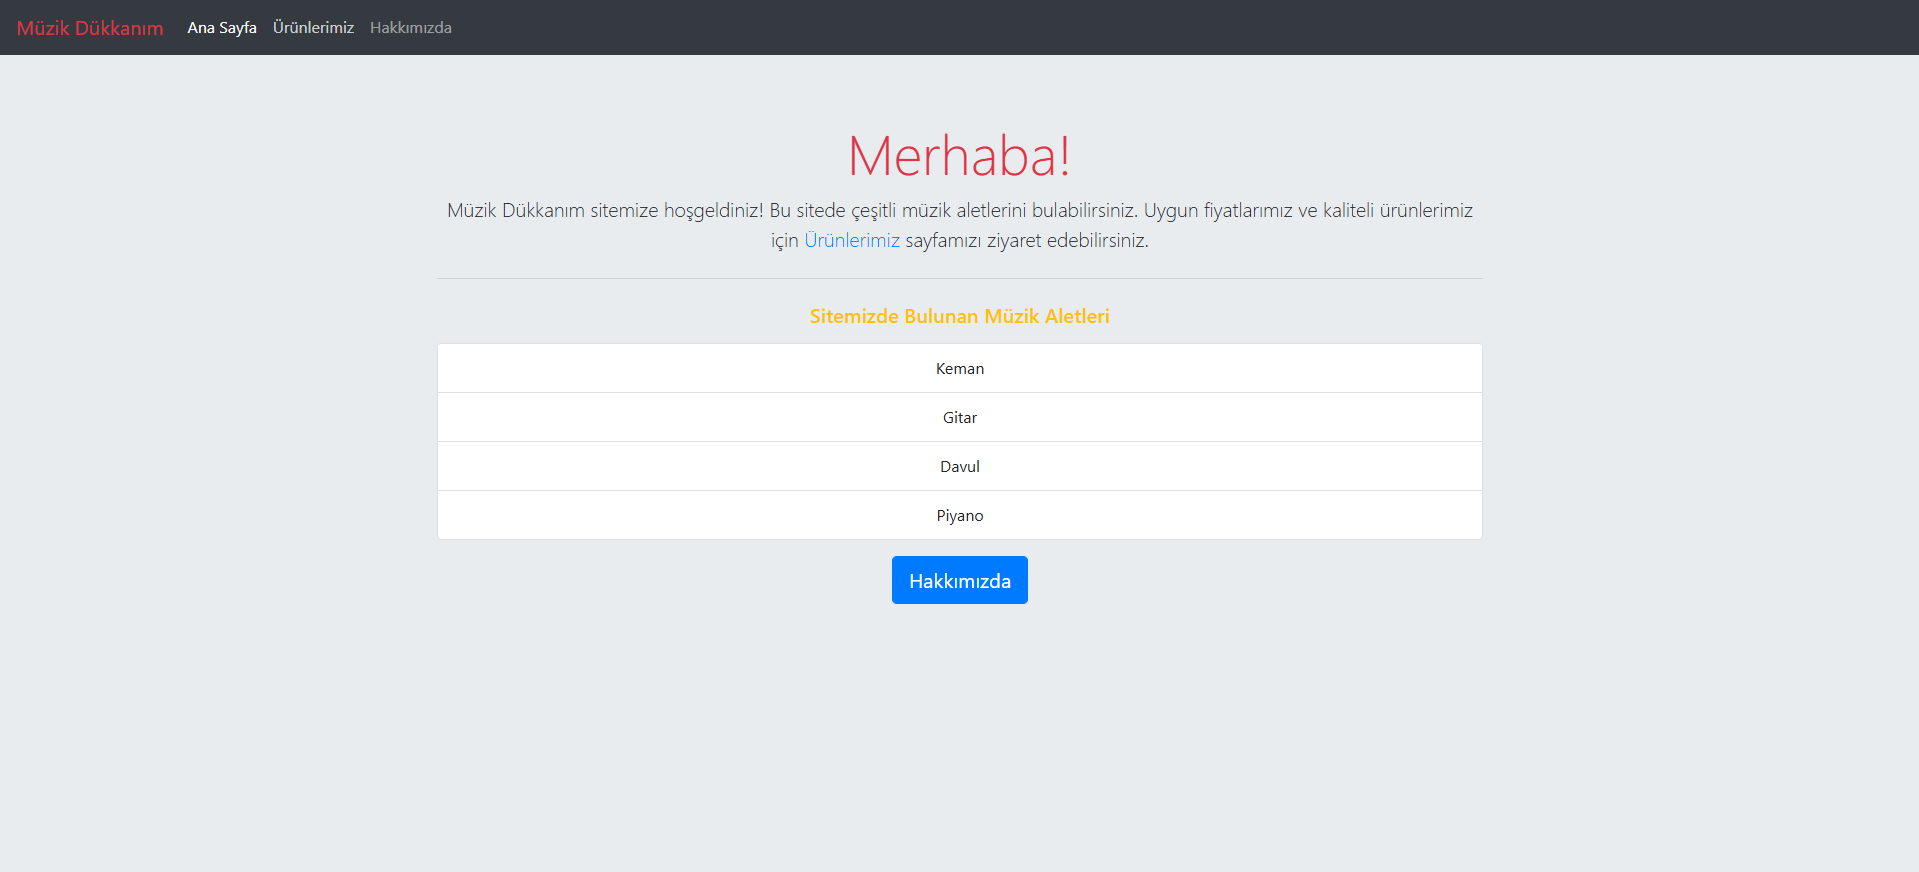 Müzik Dükkanım Ana Sayfa Ürünlerimiz Hakkımızda
Merhaba!
Müzik Dükkanım sitemize hoşgeldiniz! Bu sitede çeşitli müzik aletlerini bulabilirsiniz. Uygun fiyatlarımız ve kaliteli ürünlerimiz
için Ürünlerimiz sayfamızı ziyaret edebilirsiniz.
Sitemizde Bulunan Müzik Aletleri
Keman
Gitar
Davul
Piyano
Hakkımızda